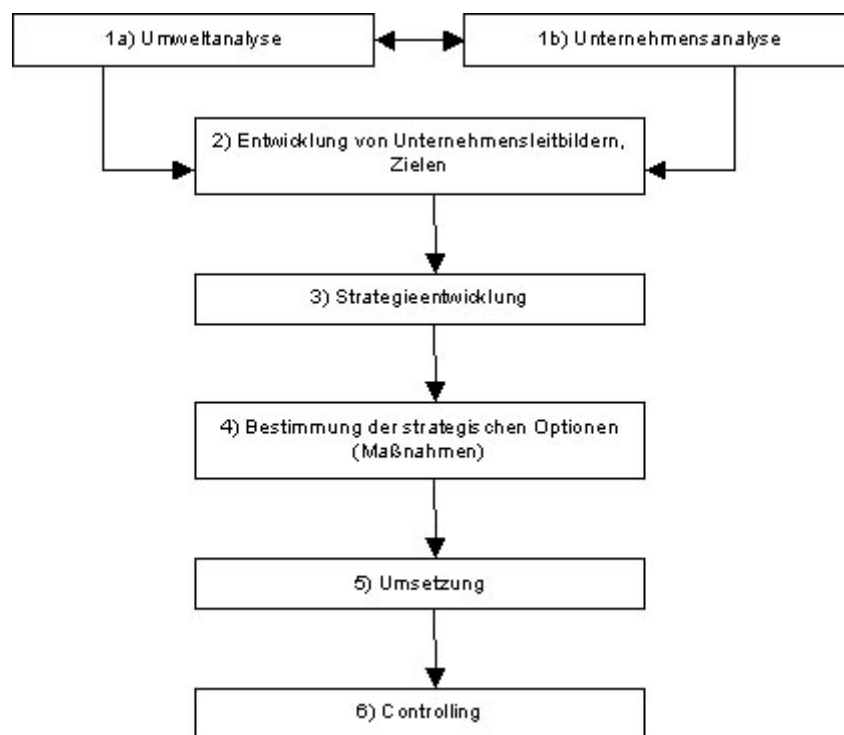 1a) Umweltanalyse
1b) Unternehmensanalyse
2) Entwicklung von Unternehmensleitbildern,
Zielen
3) Strategieentwicklung
4) Bestimmung der strategischen Optionen
(Maßnahmen)
5) Umsetzung
6) Controlling